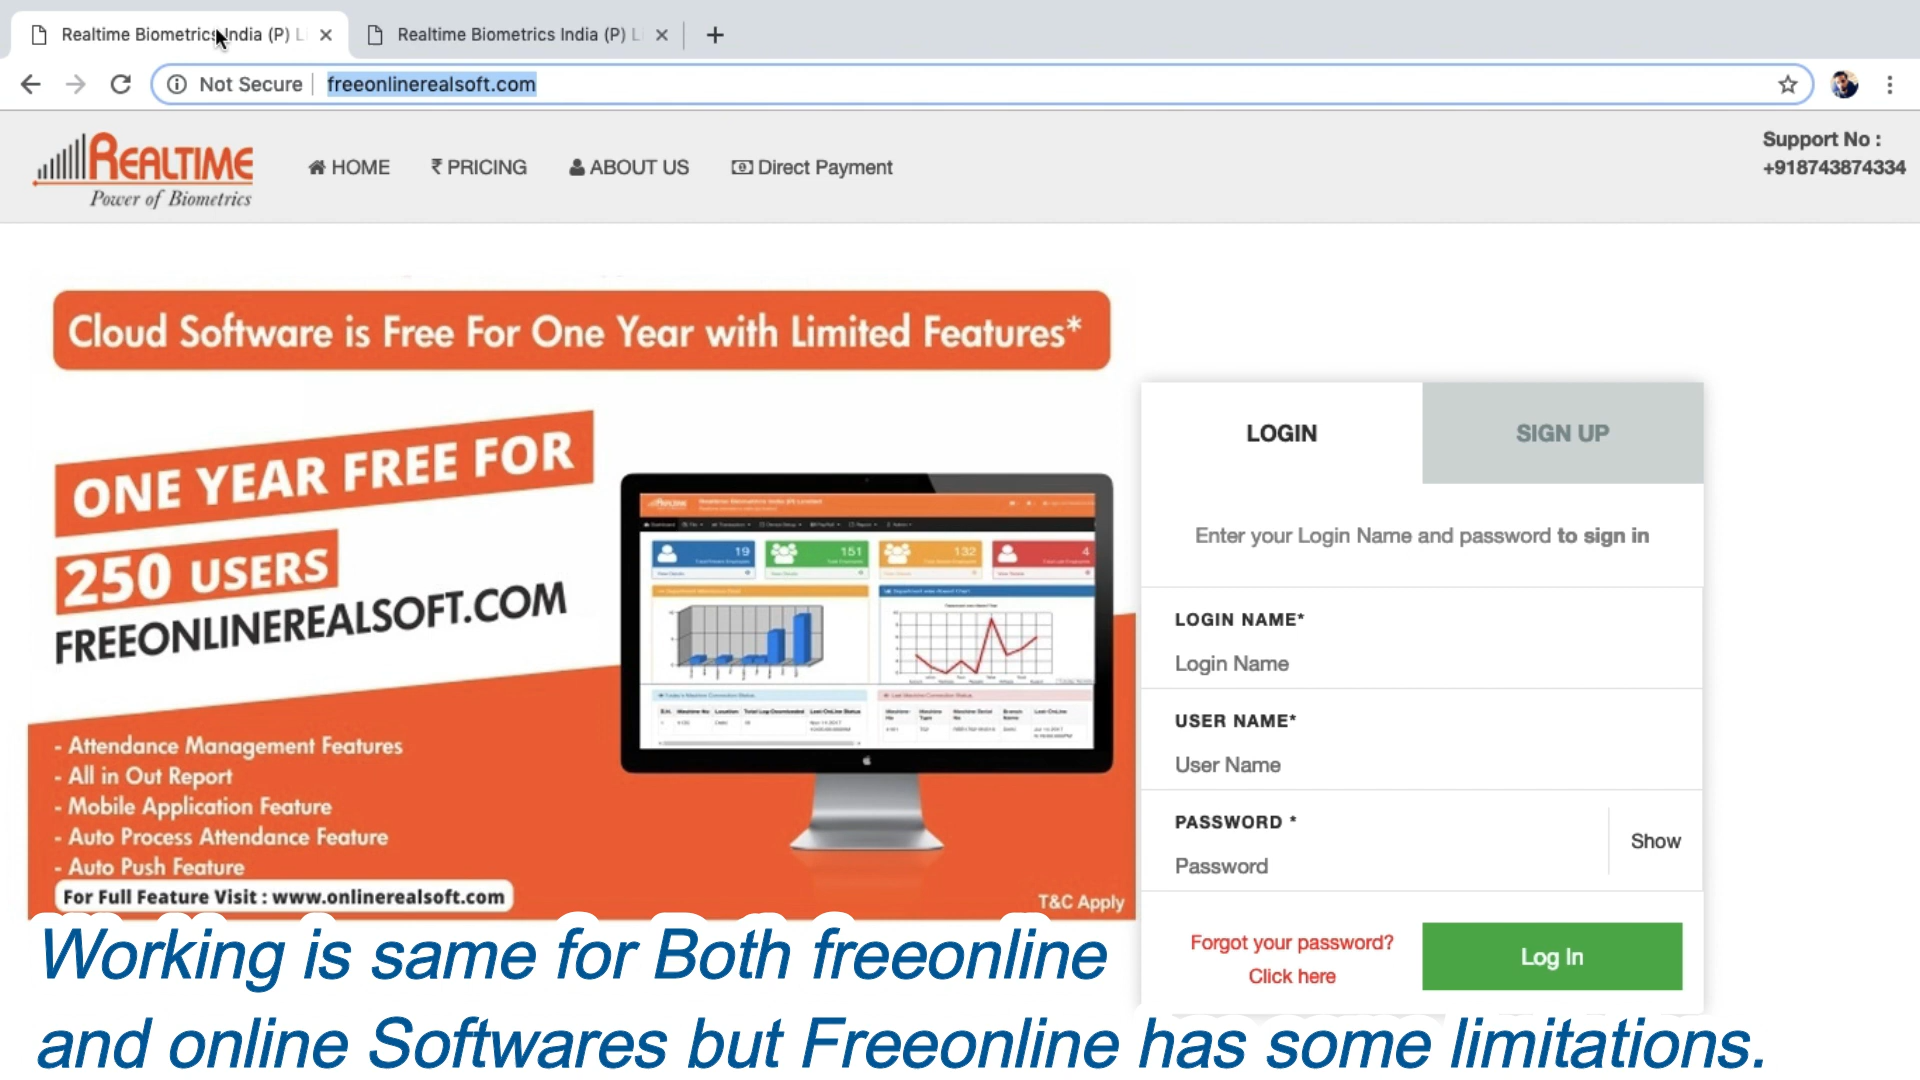 Realtime Biometrics India (P) L
Realtime Biometrics India (P) L
Not Secure
freeonlinerealsoft.com
REALTIME
Power of Biometrics
HOME
₹ PRICING
ABOUT US
Direct Payment
Support No :
+918743874334
Cloud Software is Free For One Year with Limited Features*
ONE YEAR FREE FOR
250 USERS
FREEONLINEREALSOFT.COM
19
151
132
4
- Attendance Management Features
- All in Out Report
- Mobile Application Feature
- Auto Process Attendance Feature
- Auto Push Feature
For Full Feature Visit : www.onlinerealsoft.com
T&C Apply
LOGIN
SIGN UP
Enter your Login Name and password to sign in
LOGIN NAME*
Login Name
USER NAME*
User Name
PASSWORD *
Password
Show
Forgot your password?
Click here
Log In
Working is same for Both freeonline
and online Softwares but Freeonline has some limitations.